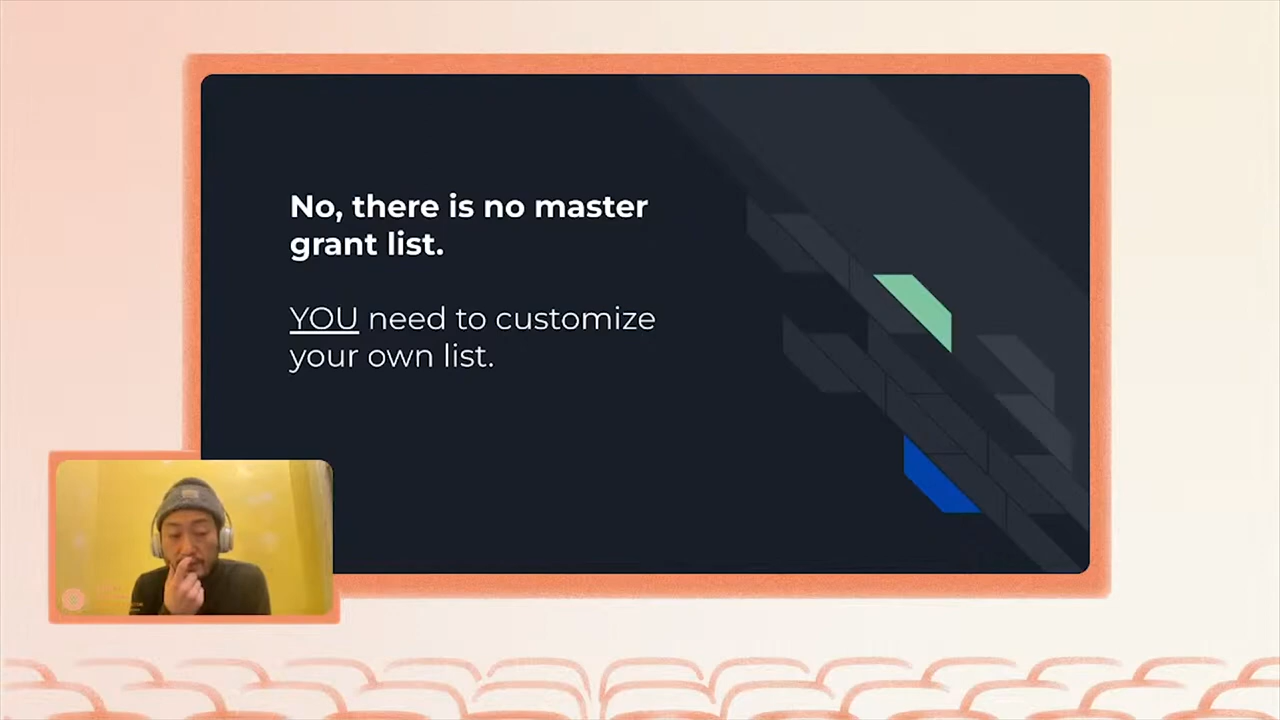 No, there is no master
grant list.
YOU need to customize
your own list.